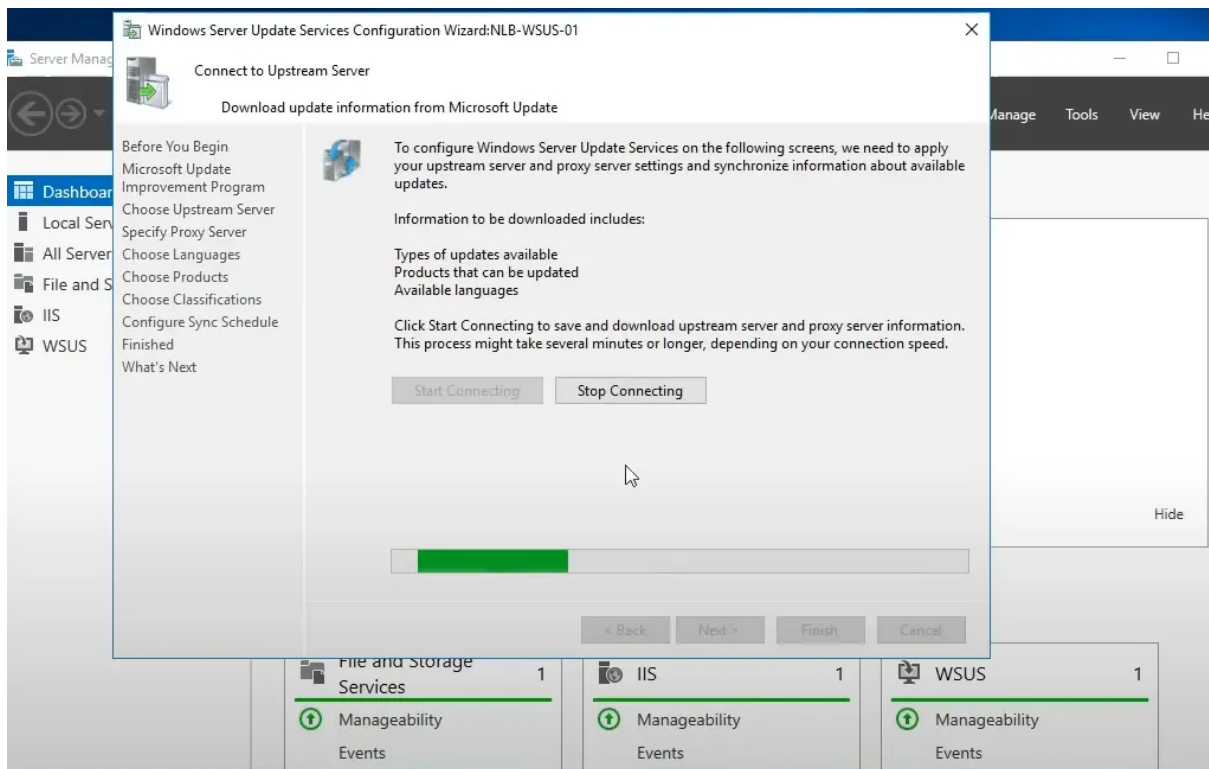 Windows Server Update Services Configuration Wizard:NLB-WSUS-01
Server Manag
Connect to Upstream Server
Download update information from Microsoft Update
Manage
Tools
View
He
Dashboar
Local Serv
All Server
File and S
IIS
WSUS
Before You Begin
Microsoft Update
Improvement Program
Choose Upstream Server
Specify Proxy Server
Choose Languages
Choose Products
Choose Classifications
Configure Sync Schedule
Finished
What's Next
To configure Windows Server Update Services on the following screens, we need to apply
your upstream server and proxy server settings and synchronize information about available
updates.
Information to be downloaded includes:
Types of updates available
Products that can be updated
Available languages
Click Start Connecting to save and download upstream server and proxy server information.
This process might take several minutes or longer, depending on your connection speed.
Start Connecting
Stop Connecting
Hide
< Back
Next >
Finish
Cancel
File and Storage
Services
1
IIS
1
WSUS
1
Manageability
Manageability
Manageability
Events
Events
Events